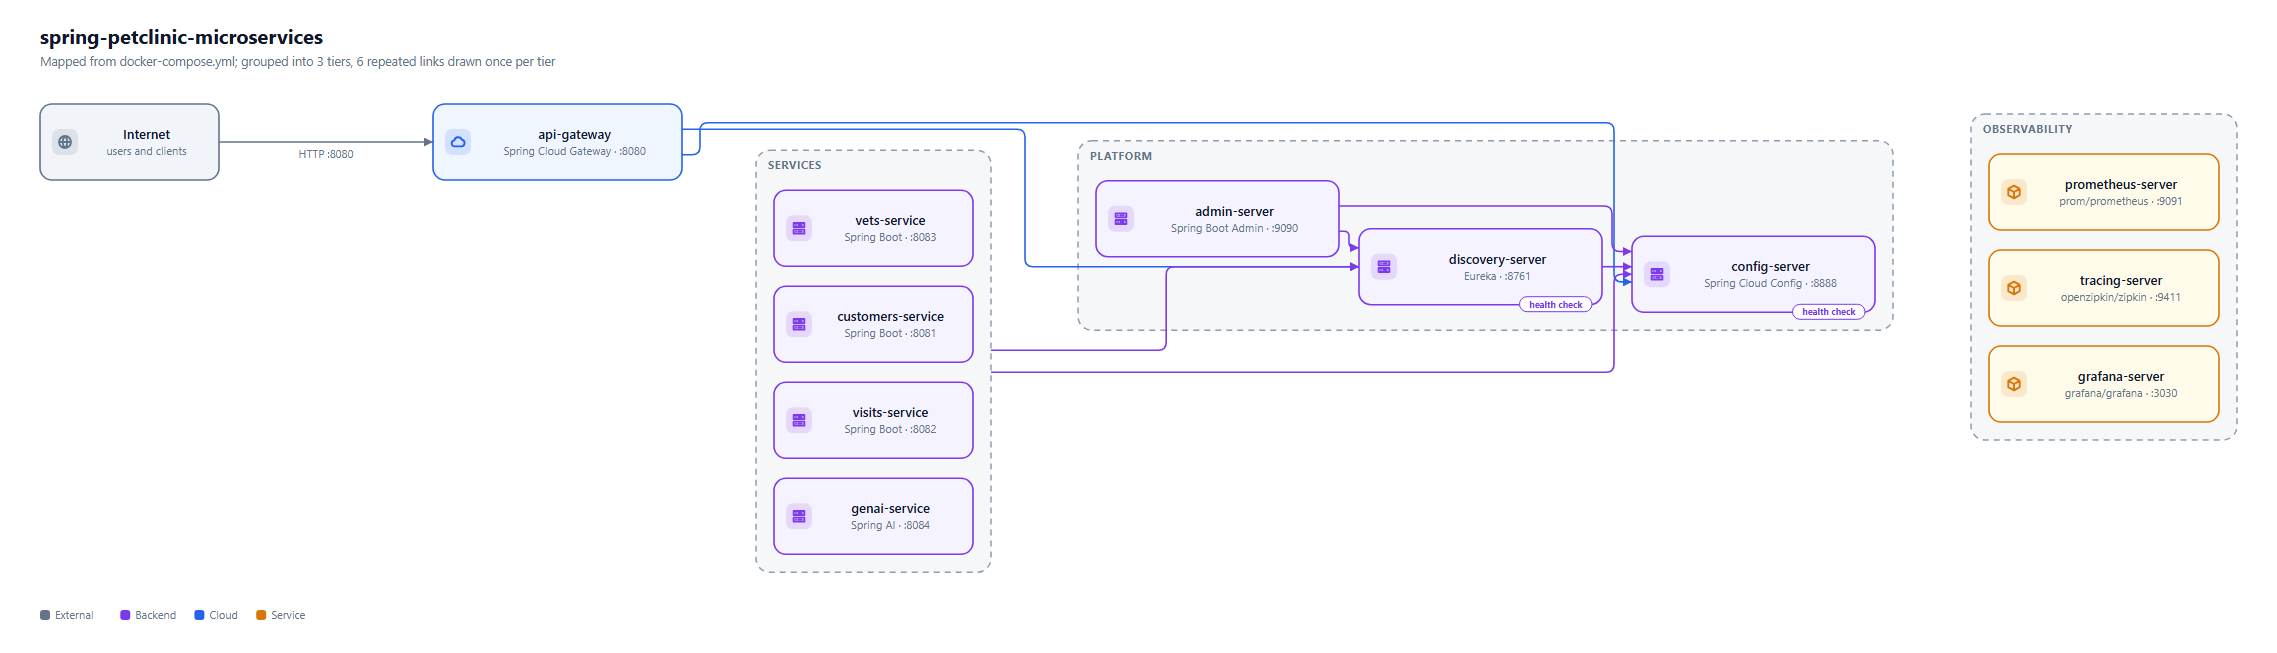 spring-petclinic-microservices
Mapped from docker-compose.yml; grouped into 3 tiers, 6 repeated links drawn once per tier
Internet
users and clients
HTTP :8080
api-gateway
Spring Cloud Gateway · :8080
SERVICES
vets-service
Spring Boot · :8083
customers-service
Spring Boot · :8081
visits-service
Spring Boot · :8082
genai-service
Spring AI · :8084
PLATFORM
admin-server
Spring Boot Admin · :9090
discovery-server
Eureka · :8761
health check
config-server
Spring Cloud Config · :8888
health check
OBSERVABILITY
prometheus-server
prom/prometheus · :9091
tracing-server
openzipkin/zipkin · :9411
grafana-server
grafana/grafana · :3030
External
Backend
Cloud
Service